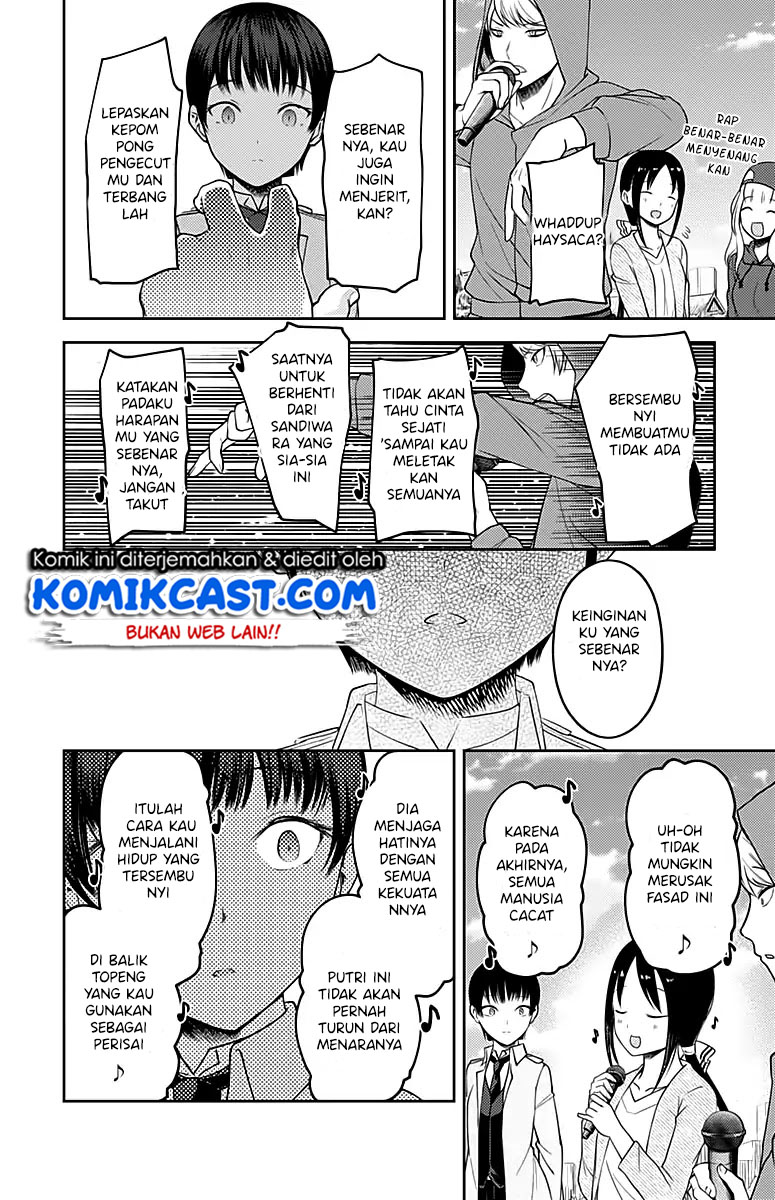 RAP
BENAR-BENAR
MENYENANG
KAN
WHADDUP
HAYSACA?
SEBENAR
NYA, KAU
JUGA
INGIN
MENJERIT,
KAN?
LEPASKAN
KEPOM
PONG
PENGECUT
MU DAN
TERBANG
LAH
BERSEMBU
NYI
MEMBUATMU
TIDAK ADA
TIDAK AKAN
TAHU CINTA
SEJATI
'SAMPAI KAU
MELETAK
KAN
SEMUANYA
SAATNYA
UNTUK
BERHENTI
DARI
SANDIWA
RA YANG
SIA-SIA
INI
KATAKAN
PADAKU
HARAPAN
MU YANG
SEBENAR
NYA,
JANGAN
TAKUT
Komik ini diterjemahkan & diedit oleh
KOMIKCAST.COM
BUKAN WEB LAIN!!
KEINGINAN
KU YANG
SEBENAR
NYA?
UH-OH
TIDAK
MUNGKIN
MERUSAK
FASAD INI
KARENA
PADA
AKHIRNYA,
SEMUA
MANUSIA
CACAT
DIA
MENJAGA
HATINYA
DENGAN
SEMUA
KEKUATA
NNYA
PUTRI INI
TIDAK AKAN
PERNAH
TURUN DARI
MENARANYA
ITULAH
CARA KAU
MENJALANI
HIDUP YANG
TERSEMBU
NYI
DI BALIK
TOPENG
YANG KAU
GUNAKAN
SEBAGAI
PERISAI